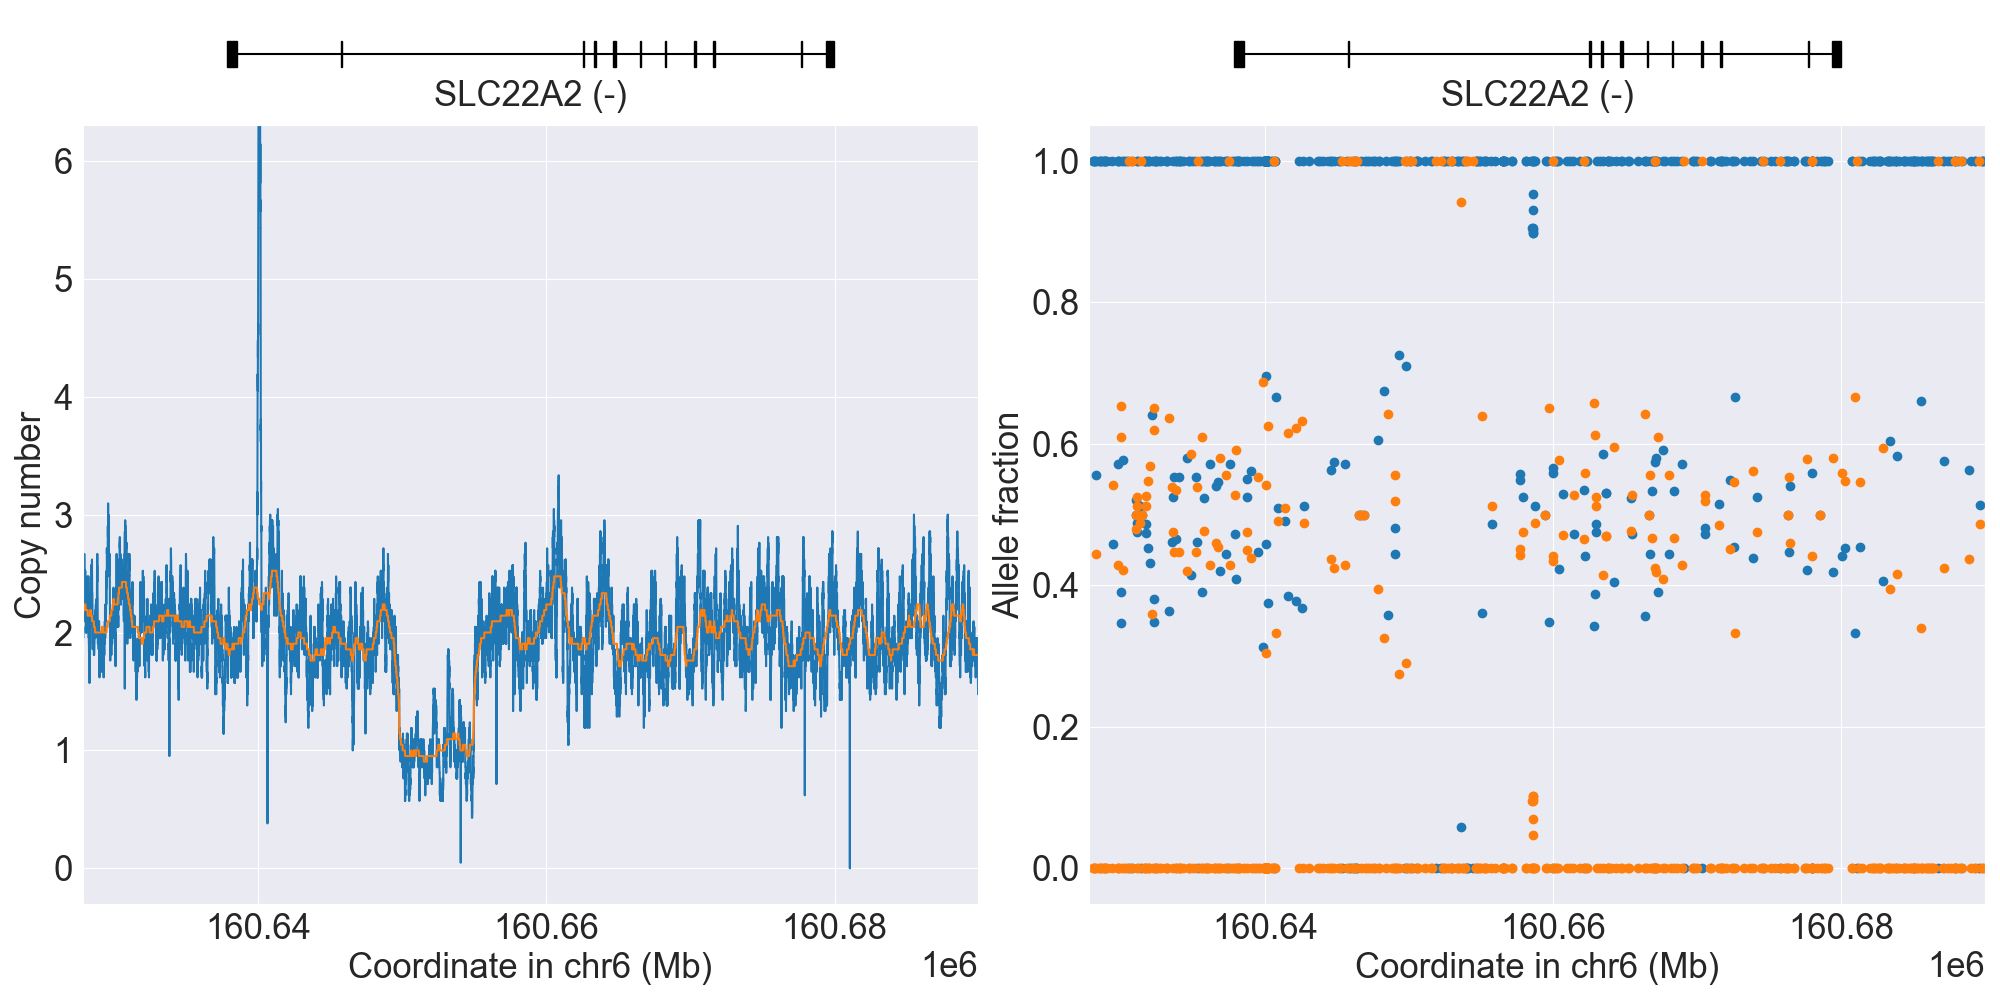 SLC22A2 (-)
6
5
4
3
2
1
0
Copy number
160.64 160.66 160.68
Coordinate in chr6 (Mb)
1e6
SLC22A2 (-)
1.0
0.8
0.6
0.4
0.2
0.0
Allele fraction
160.64 160.66 160.68
Coordinate in chr6 (Mb)
1e6